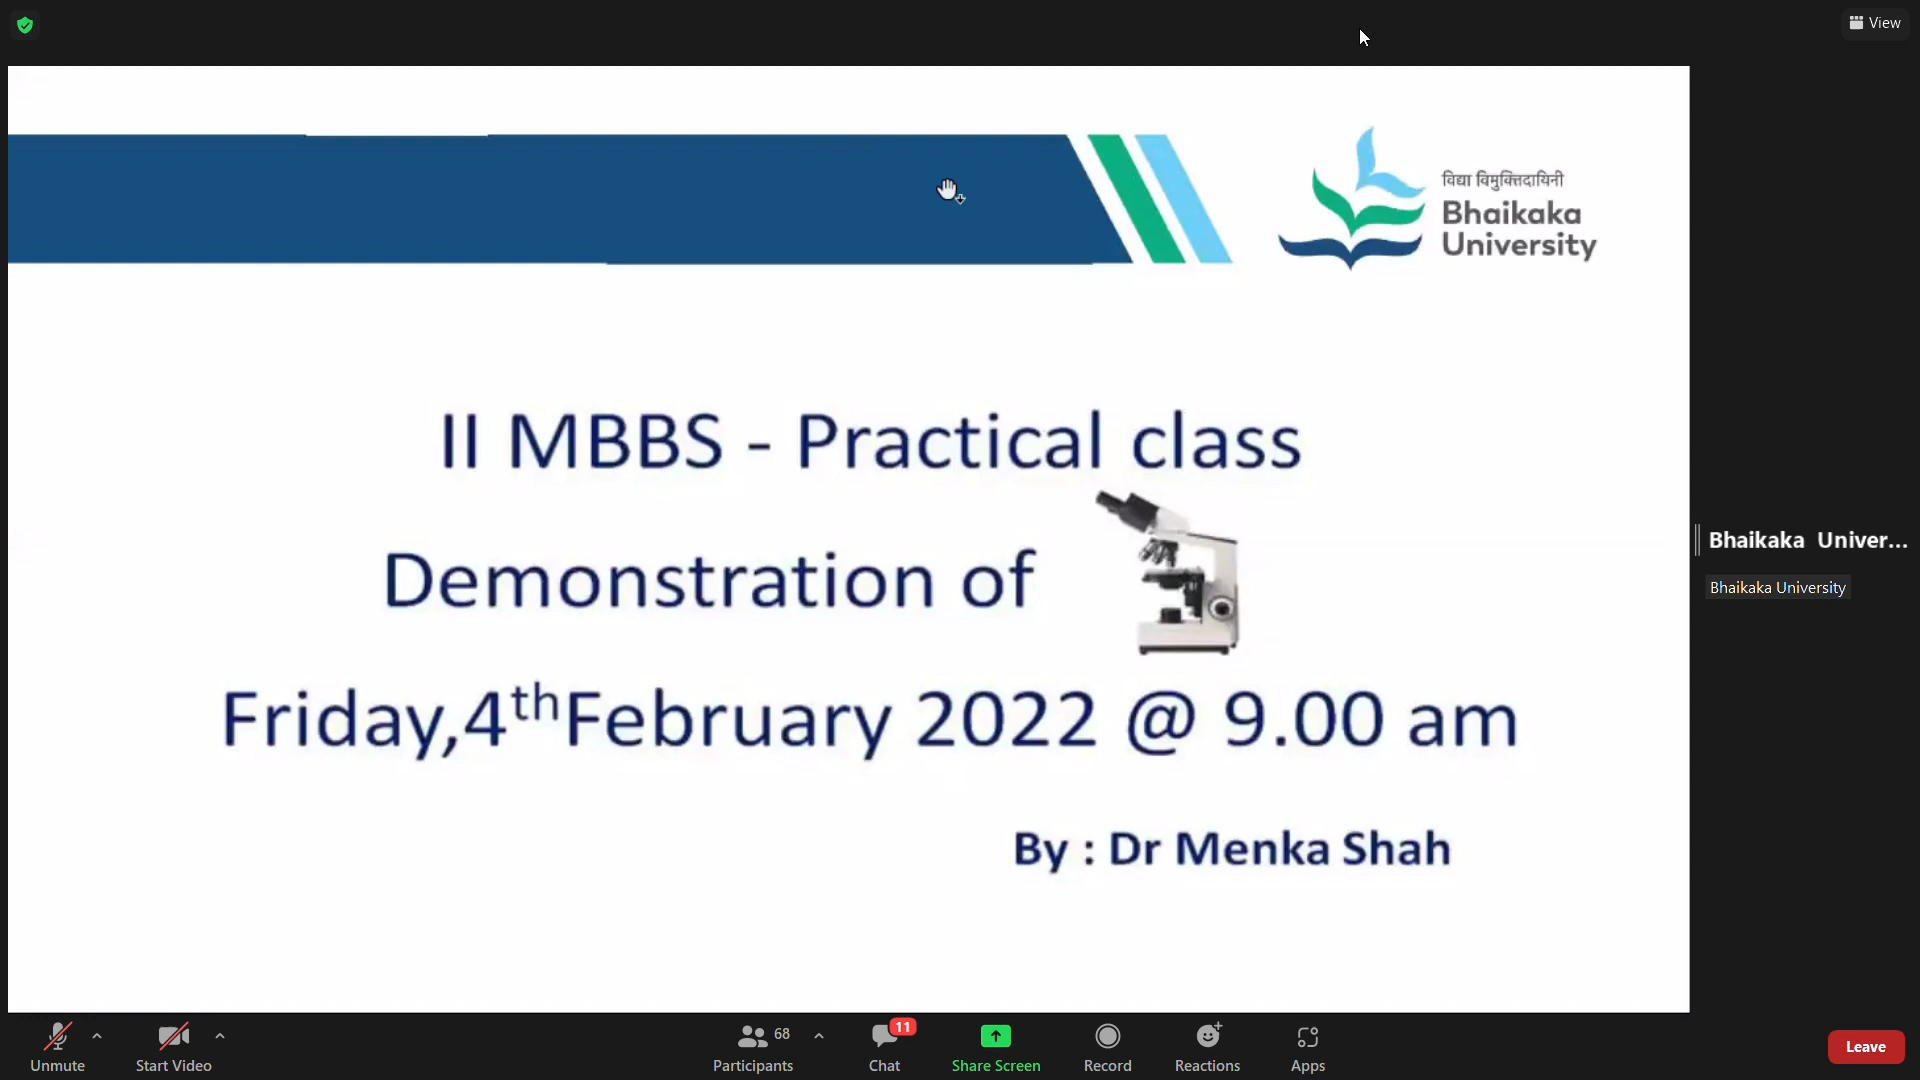 View
विद्या विमुक्तिदायिनी
Bhaikaka
University
II MBBS - Practical class
Demonstration of
Friday,4thFebruary 2022 @ 9.00 am
By : Dr Menka Shah
Bhaikaka Univer...
Bhaikaka University
68
11
Unmute
Start Video
Participants
Chat
Share Screen
Record
Reactions
Apps
Leave